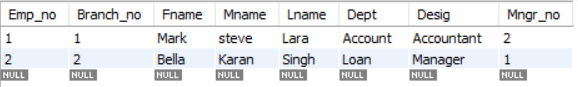 Emp_no Branch_no Fname Mname Lname Dept Desig Mngr_no
1 1 Mark steve Lara Account Accountant 2
2 2 Bella Karan Singh Loan Manager 1
NULL NULL NULL NULL NULL NULL NULL NULL